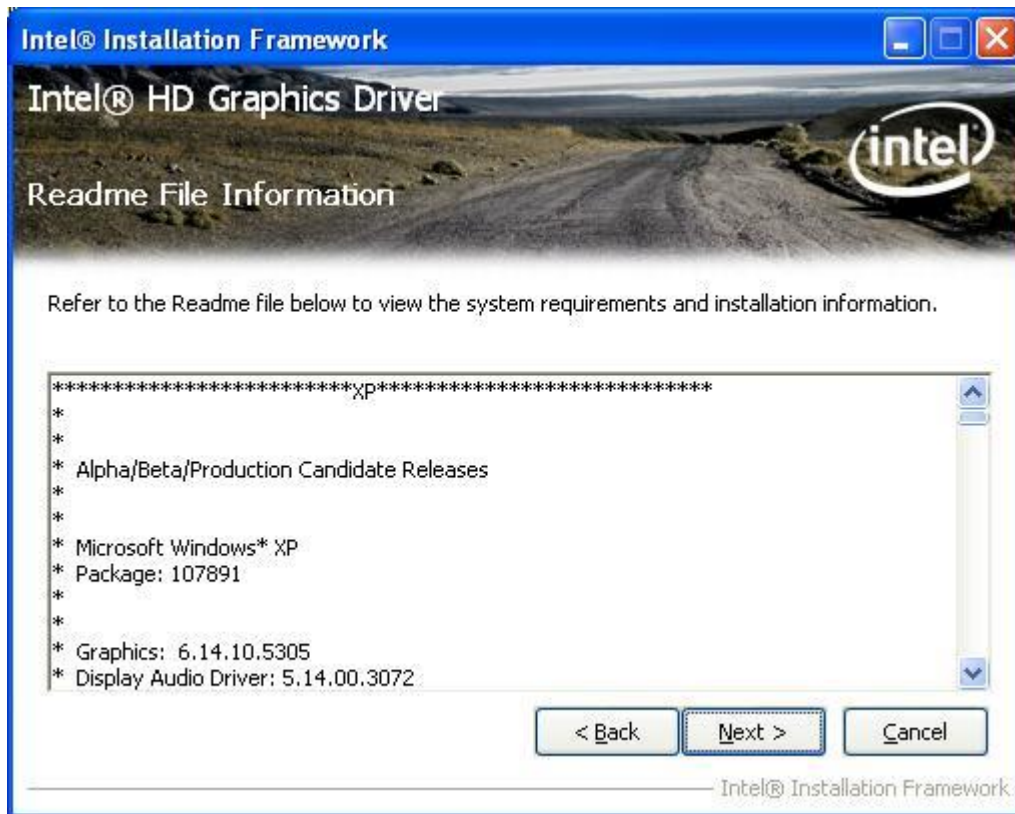 Intel® Installation Framework
Intel® HD Graphics Driver
intel
Readme File Information
Refer to the Readme file below to view the system requirements and installation information.
****************************XP****************************
*
*
* Alpha/Beta/Production Candidate Releases
*
*
* Microsoft Windows* XP
* Package: 107891
*
*
* Graphics: 6.14.10.5305
* Display Audio Driver: 5.14.00.3072
< Back
Next >
Cancel
Intel® Installation Framework